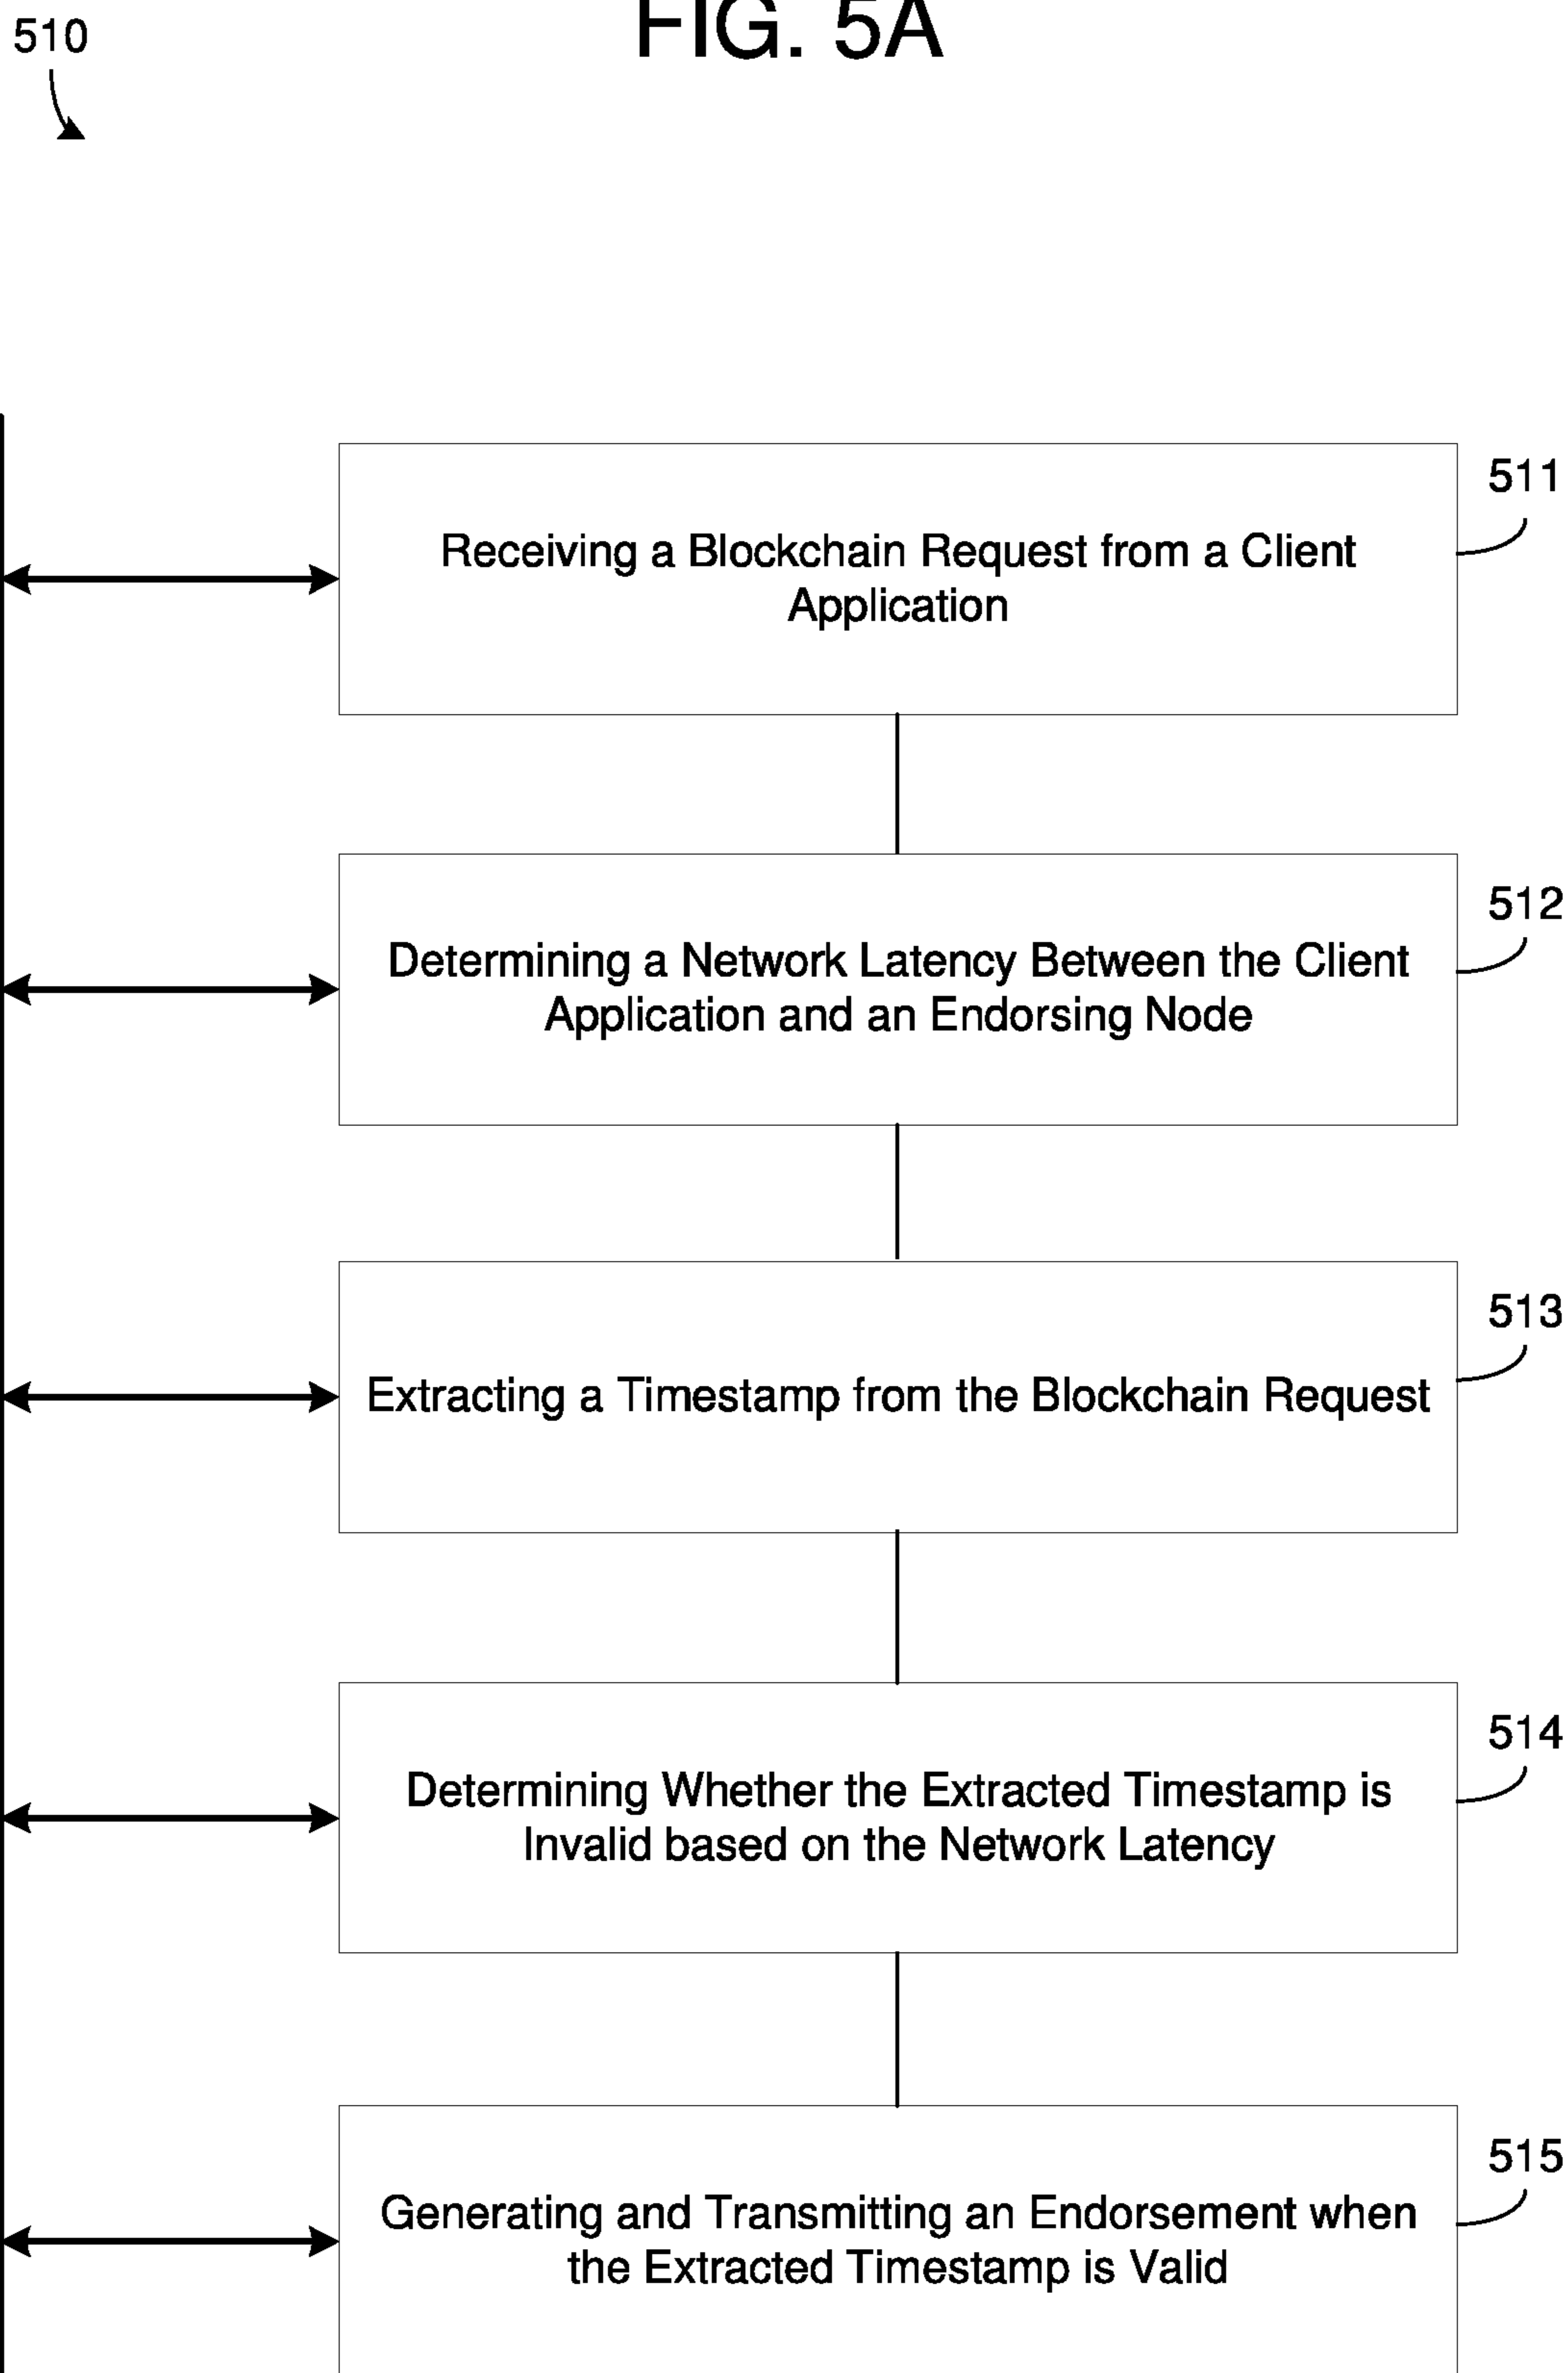 FIG. 5A
510
511
Receiving a Blockchain Request from a Client
Application
512
Determining a Network Latency Between the Client
Application and an Endorsing Node
513
Extracting a Timestamp from the Blockchain Request
514
Determining Whether the Extracted Timestamp is
Invalid based on the Network Latency
515
Generating and Transmitting an Endorsement when
the Extracted Timestamp is Valid